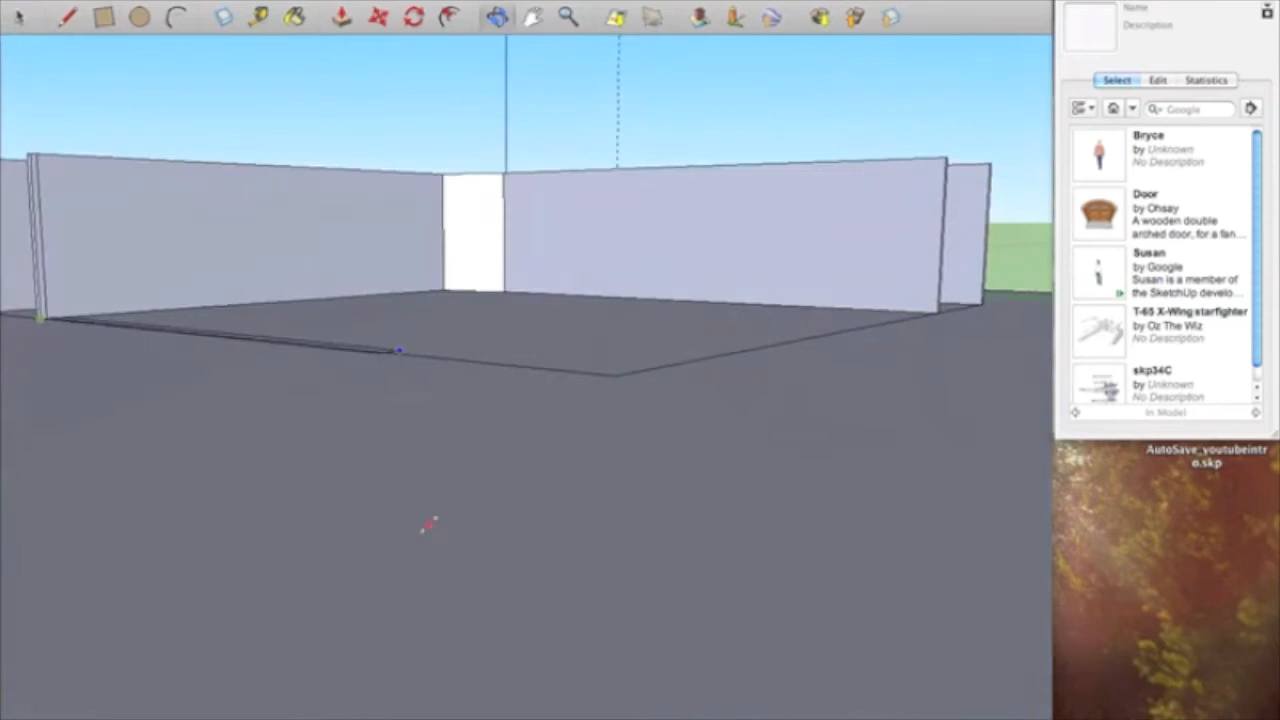 Name
Description
Select Edit Statistics
Google
Bryce
by Unknown
No Description
Door
by Ohsay
A wooden double
arched door, for a fan...
Susan
by Google
Susan is a member of
the SketchUp develo...
T-65 X-Wing starfighter
by Oz The Wiz
No Description
skp34C
by Unknown
No Description
In Model
AutoSave_youtubeintr
o.skp